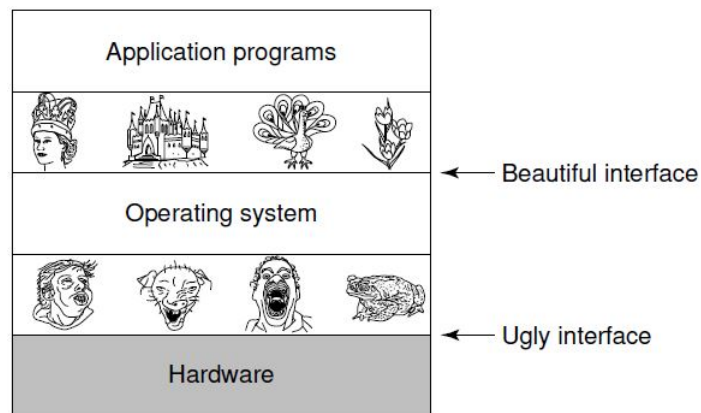 Application programs
Beautiful interface
Operating system
Ugly interface
Hardware